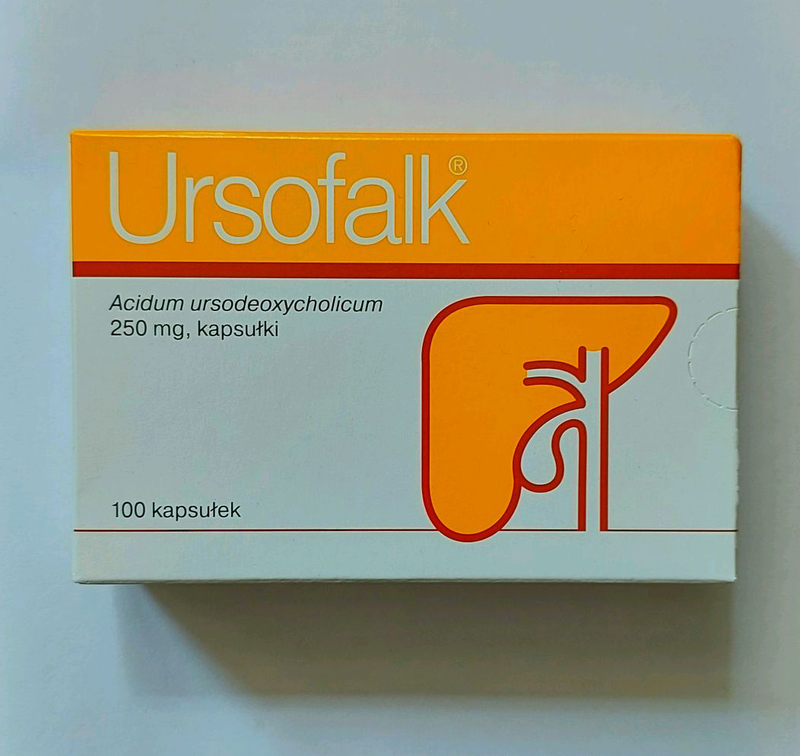 Ursofalk®
Acidum ursodeoxycholicum
250 mg, kapsułki
100 kapsułek